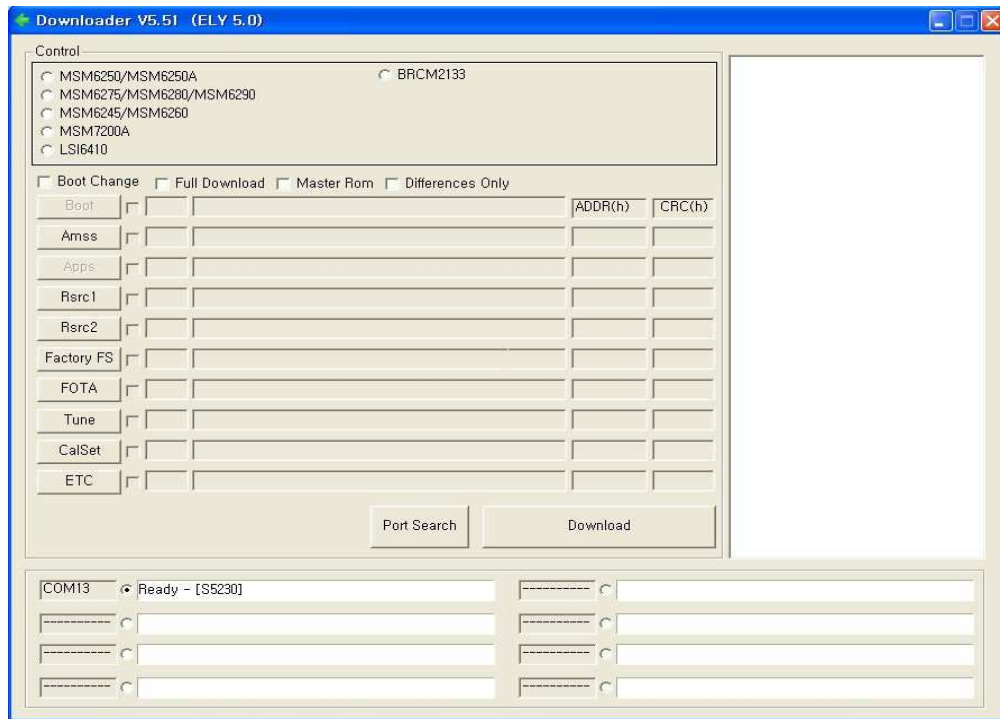 Downloader V5.51 (ELY 5.0)
Control
MSM6250/MSM6250A
BRCM2133
MSM6275/MSM6280/MSM6290
MSM6245/MSM6260
MSM7200A
LSI6410
Boot Change Full Download Master Rom Differences Only
Boot ADDR(h) CRC(h)
Amss
Apps
Rsrc1
Rsrc2
Factory FS
FOTA
Tune
CalSet
ETC
Port Search Download
COM13 Ready - [S5230] ----------
---------- ----------
---------- ----------
---------- ----------